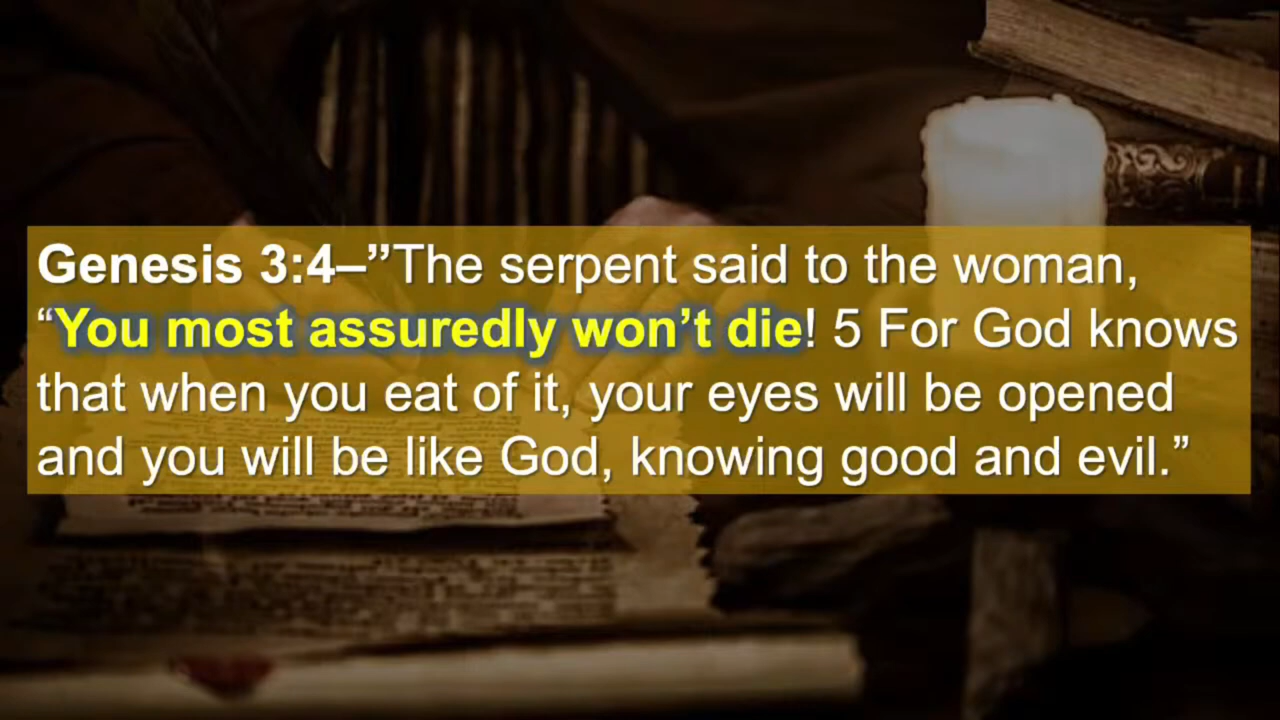 Genesis 3:4–”The serpent said to the woman,
“You most assuredly won’t die! 5 For God knows
that when you eat of it, your eyes will be opened
and you will be like God, knowing good and evil.”